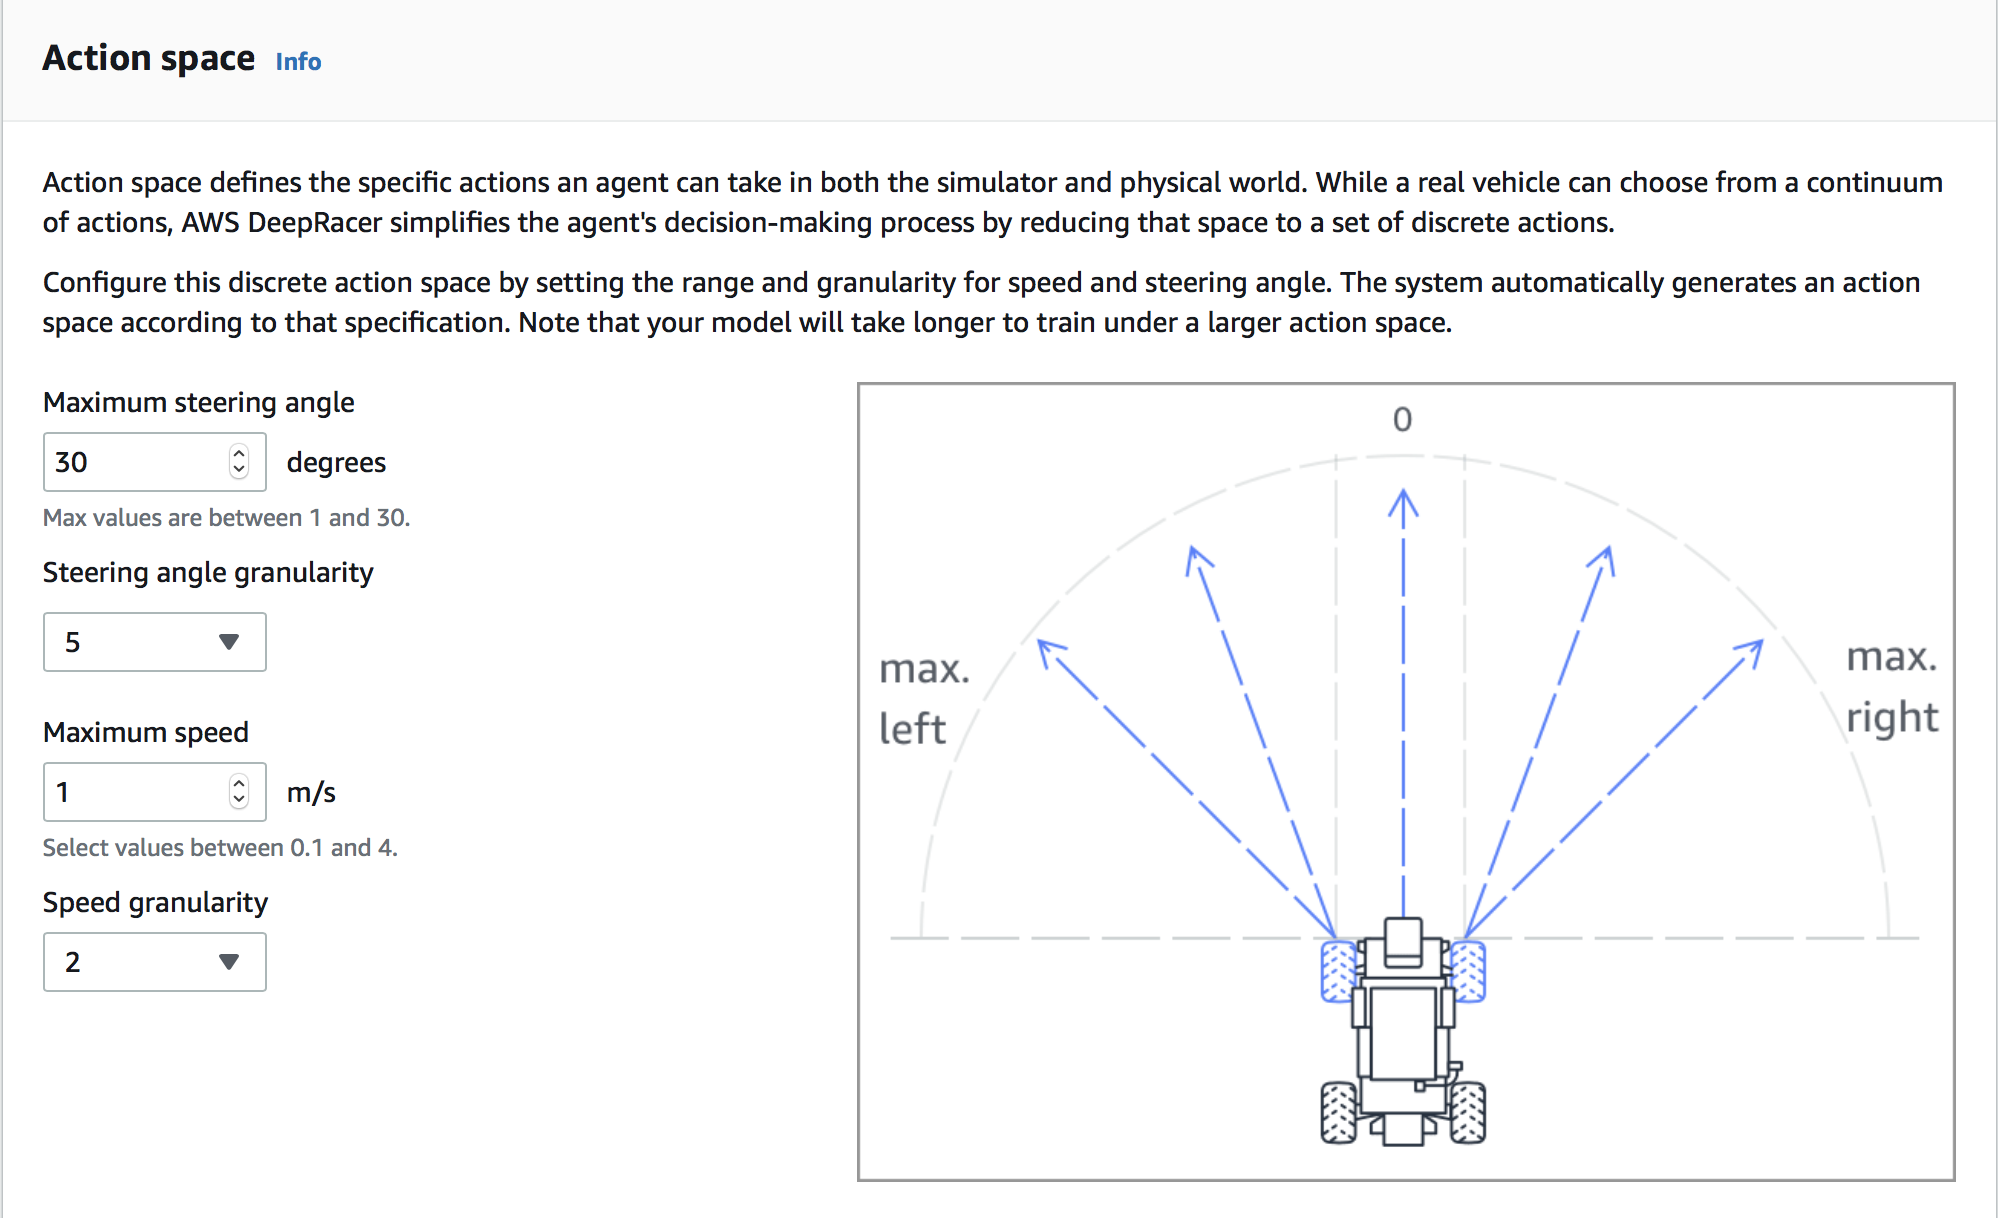 Action space Info
Action space defines the specific actions an agent can take in both the simulator and physical world. While a real vehicle can choose from a continuum
of actions, AWS DeepRacer simplifies the agent's decision-making process by reducing that space to a set of discrete actions.
Configure this discrete action space by setting the range and granularity for speed and steering angle. The system automatically generates an action
space according to that specification. Note that your model will take longer to train under a larger action space.
Maximum steering angle
30 degrees
Max values are between 1 and 30.
Steering angle granularity
5
Maximum speed
1 m/s
Select values between 0.1 and 4.
Speed granularity
2
0
max.
left
max.
right